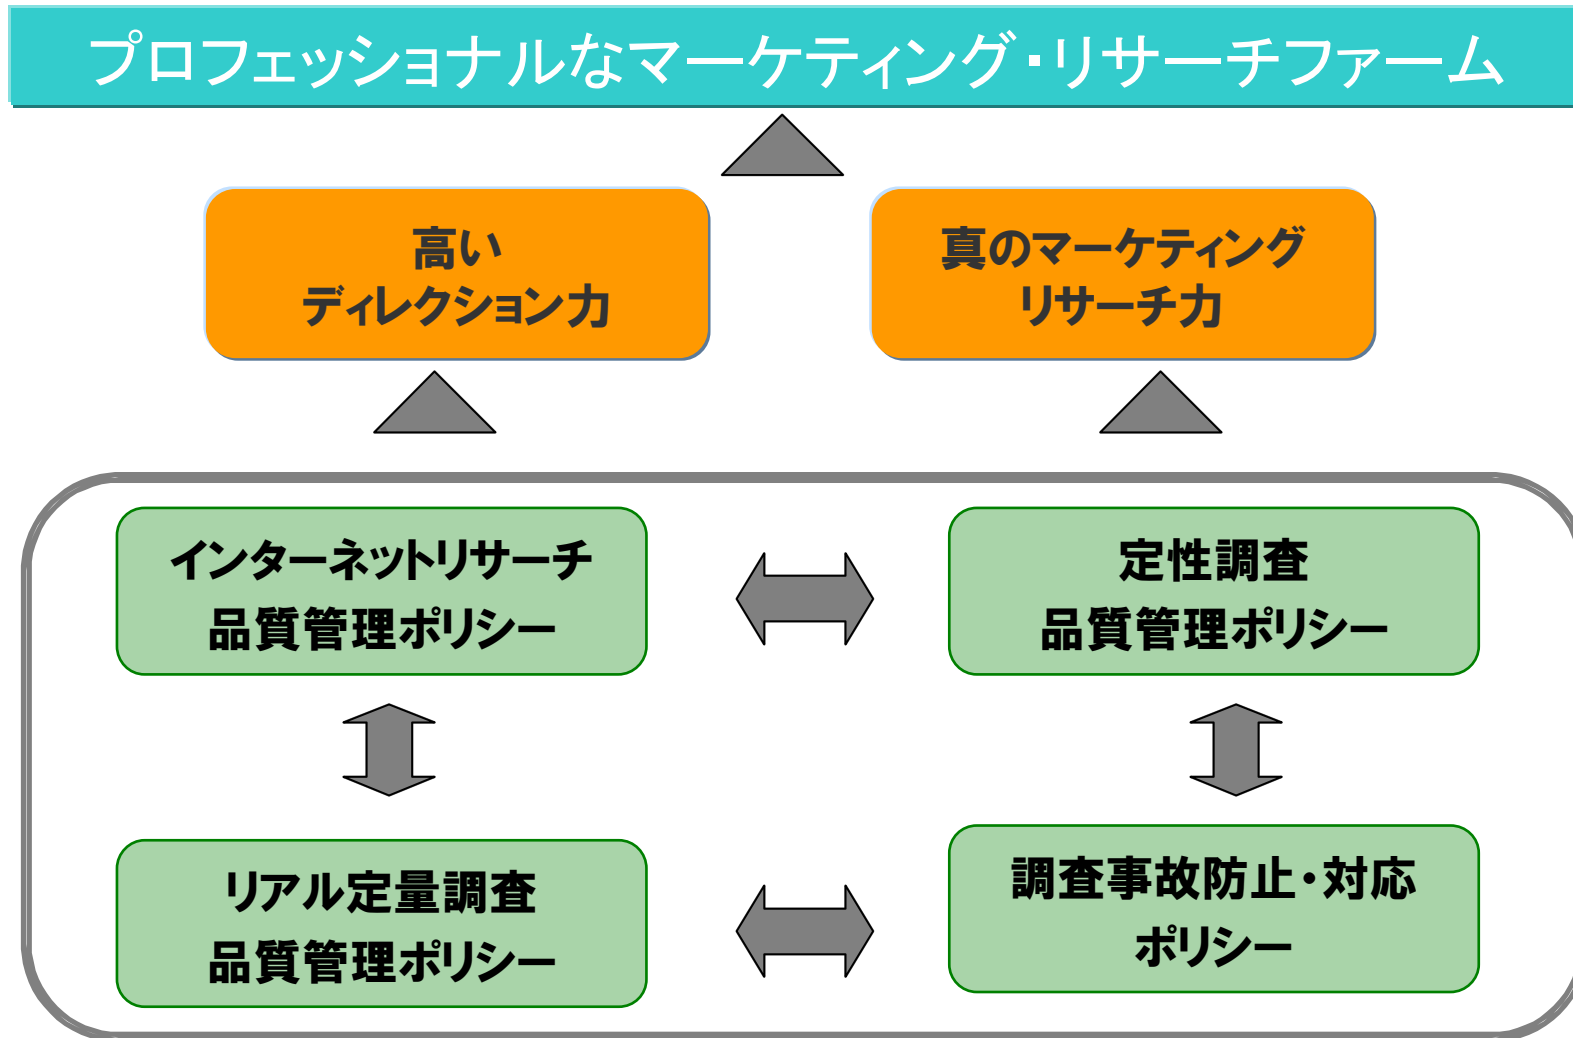 プロフェッショナルなマーケティング・リサーチファーム
高い
ディレクション力
真のマーケティング
リサーチ力
インターネットリサーチ
品質管理ポリシー
定性調査
品質管理ポリシー
リアル定量調査
品質管理ポリシー
調査事故防止・対応
ポリシー